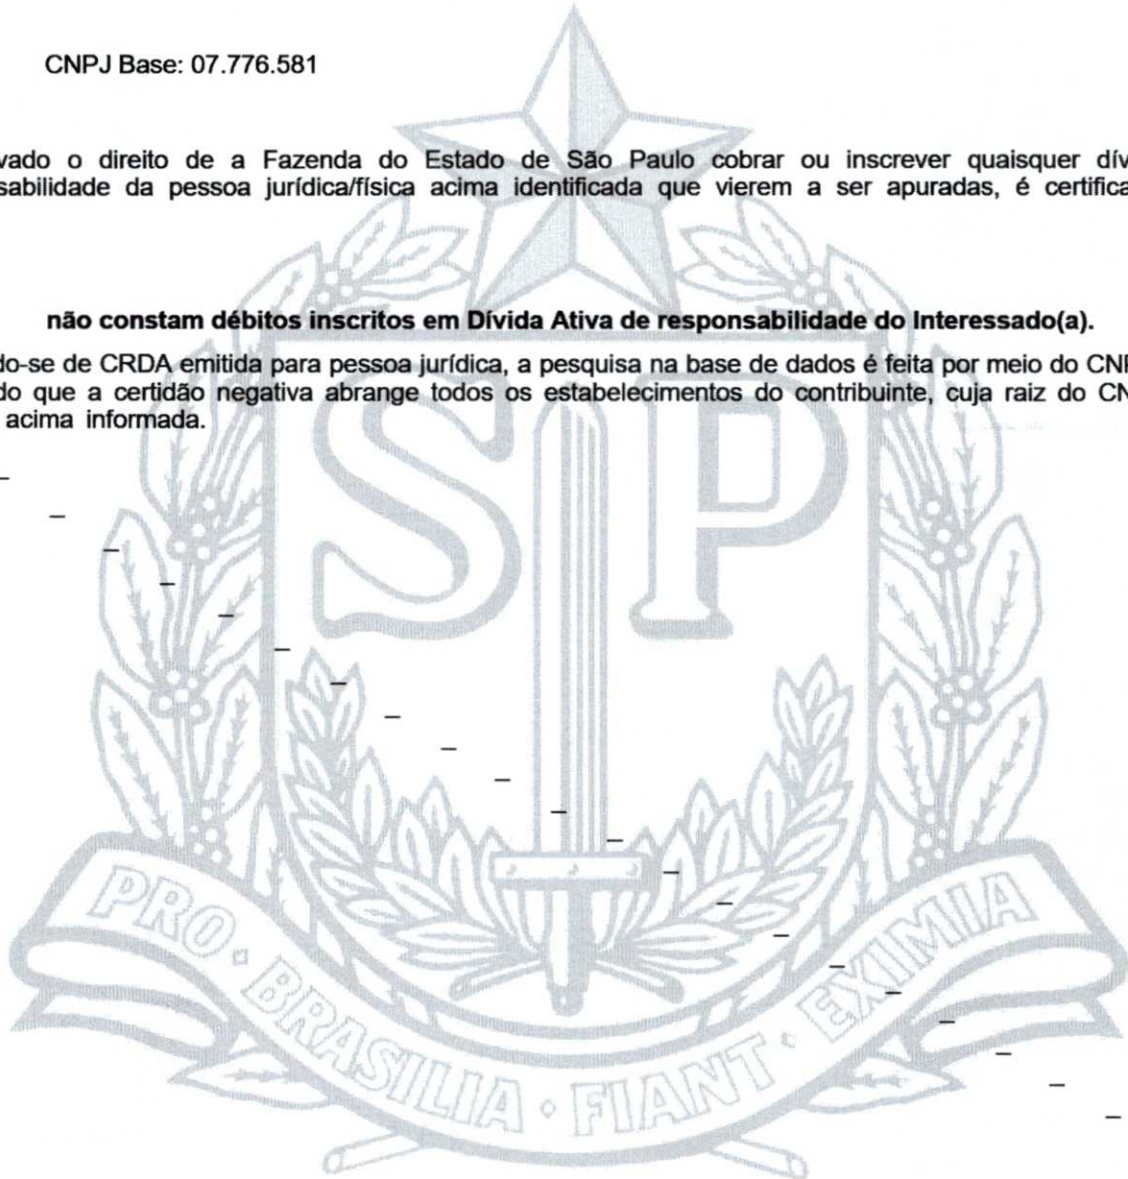 CNPJ Base: 07.776.581
vado o direito de a Fazenda do Estado de São Paulo cobrar ou inscrever quaisquer dív
sabilidade da pessoa jurídica/física acima identificada que vierem a ser apuradas, é certifica
não constam débitos inscritos em Dívida Ativa de responsabilidade do Interessado(a).
do-se de CRDA emitida para pessoa jurídica, a pesquisa na base de dados é feita por meio do CNP
do que a certidão negativa abrange todos os estabelecimentos do contribuinte, cuja raiz do CN
acima informada.
SP
PRO · BRASILIA · FIANT · EXIMIA